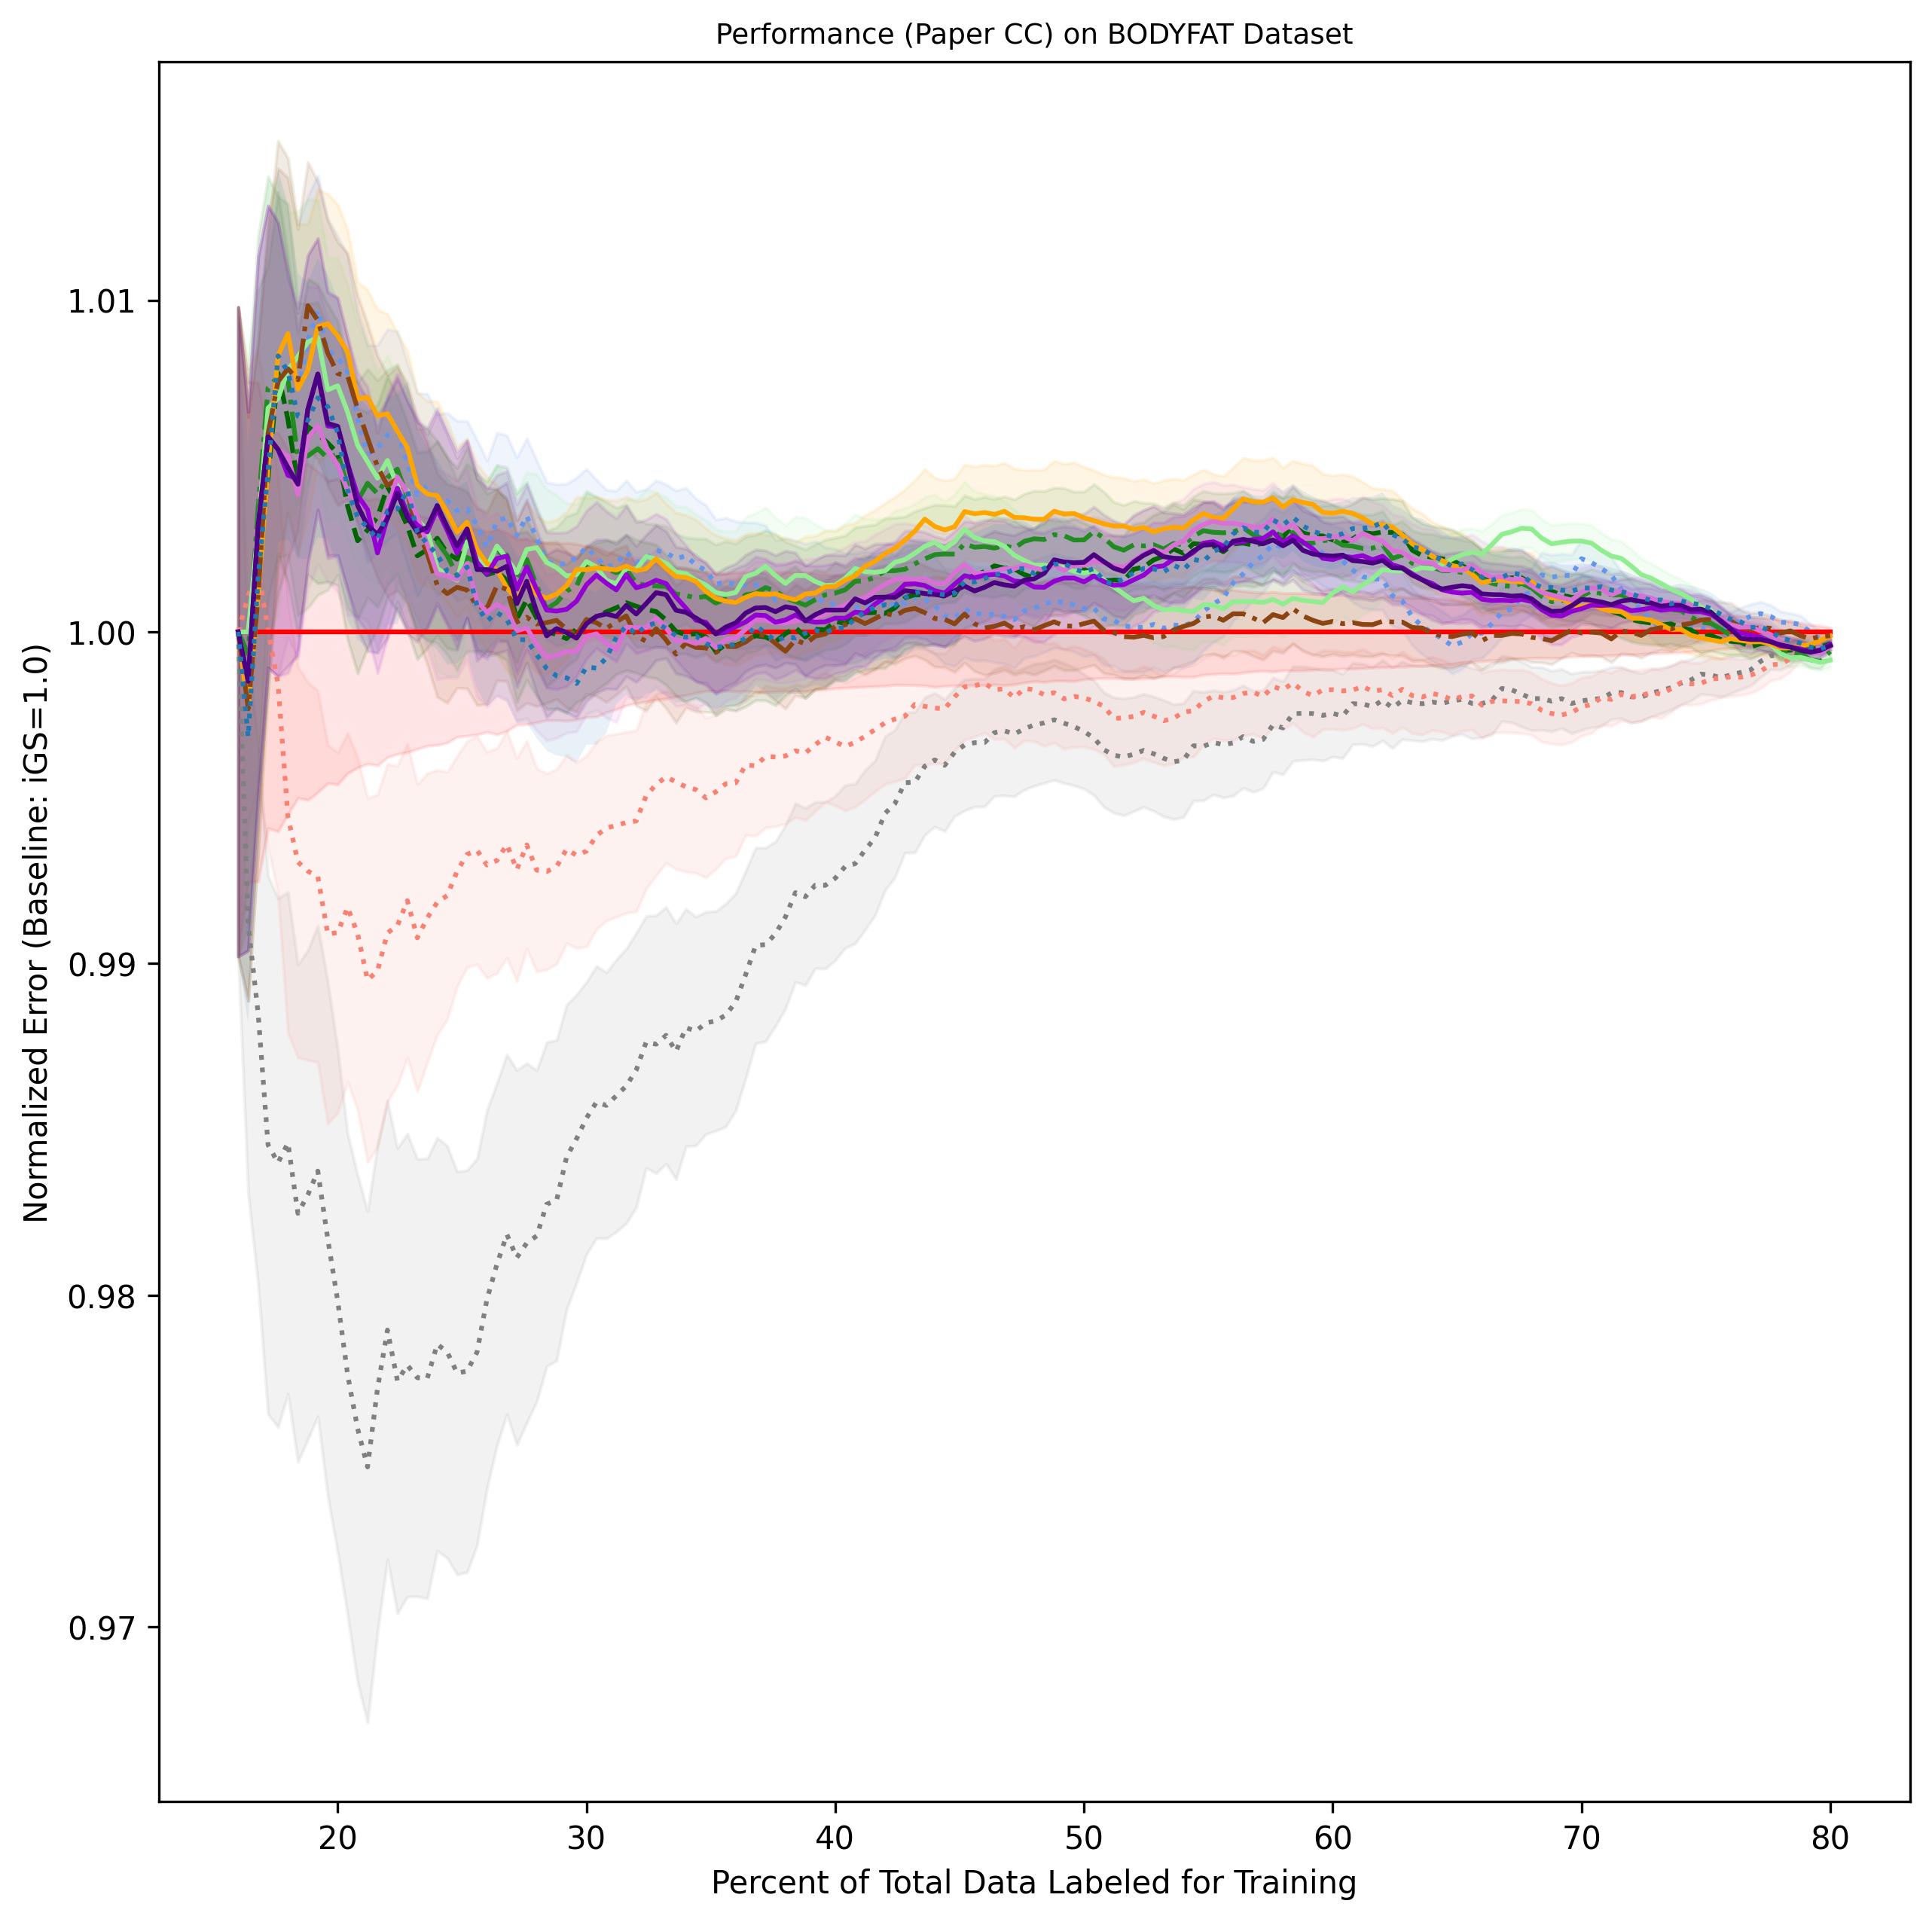 Performance (Paper CC) on BODYFAT Dataset
Normalized Error (Baseline: iGS=1.0)
1.01
1.00
0.99
0.98
0.97
20 30 40 50 60 70 80
Percent of Total Data Labeled for Training